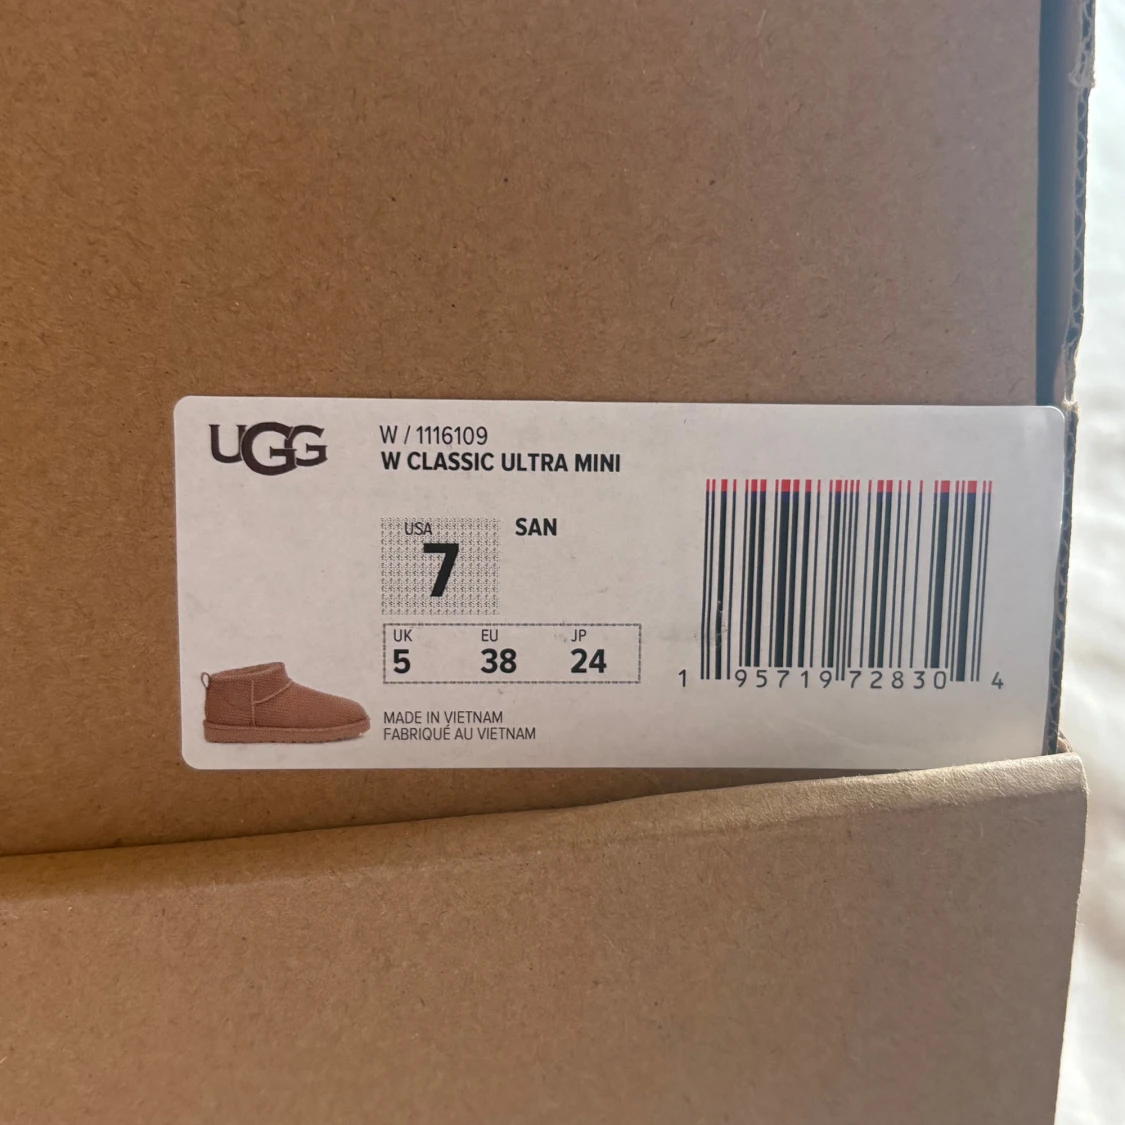 UGG
W / 1116109
W CLASSIC ULTRA MINI
USA
7
SAN
UK EU JP
5 38 24
MADE IN VIETNAM
FABRIQUÉ AU VIETNAM
1 95719 72830 4